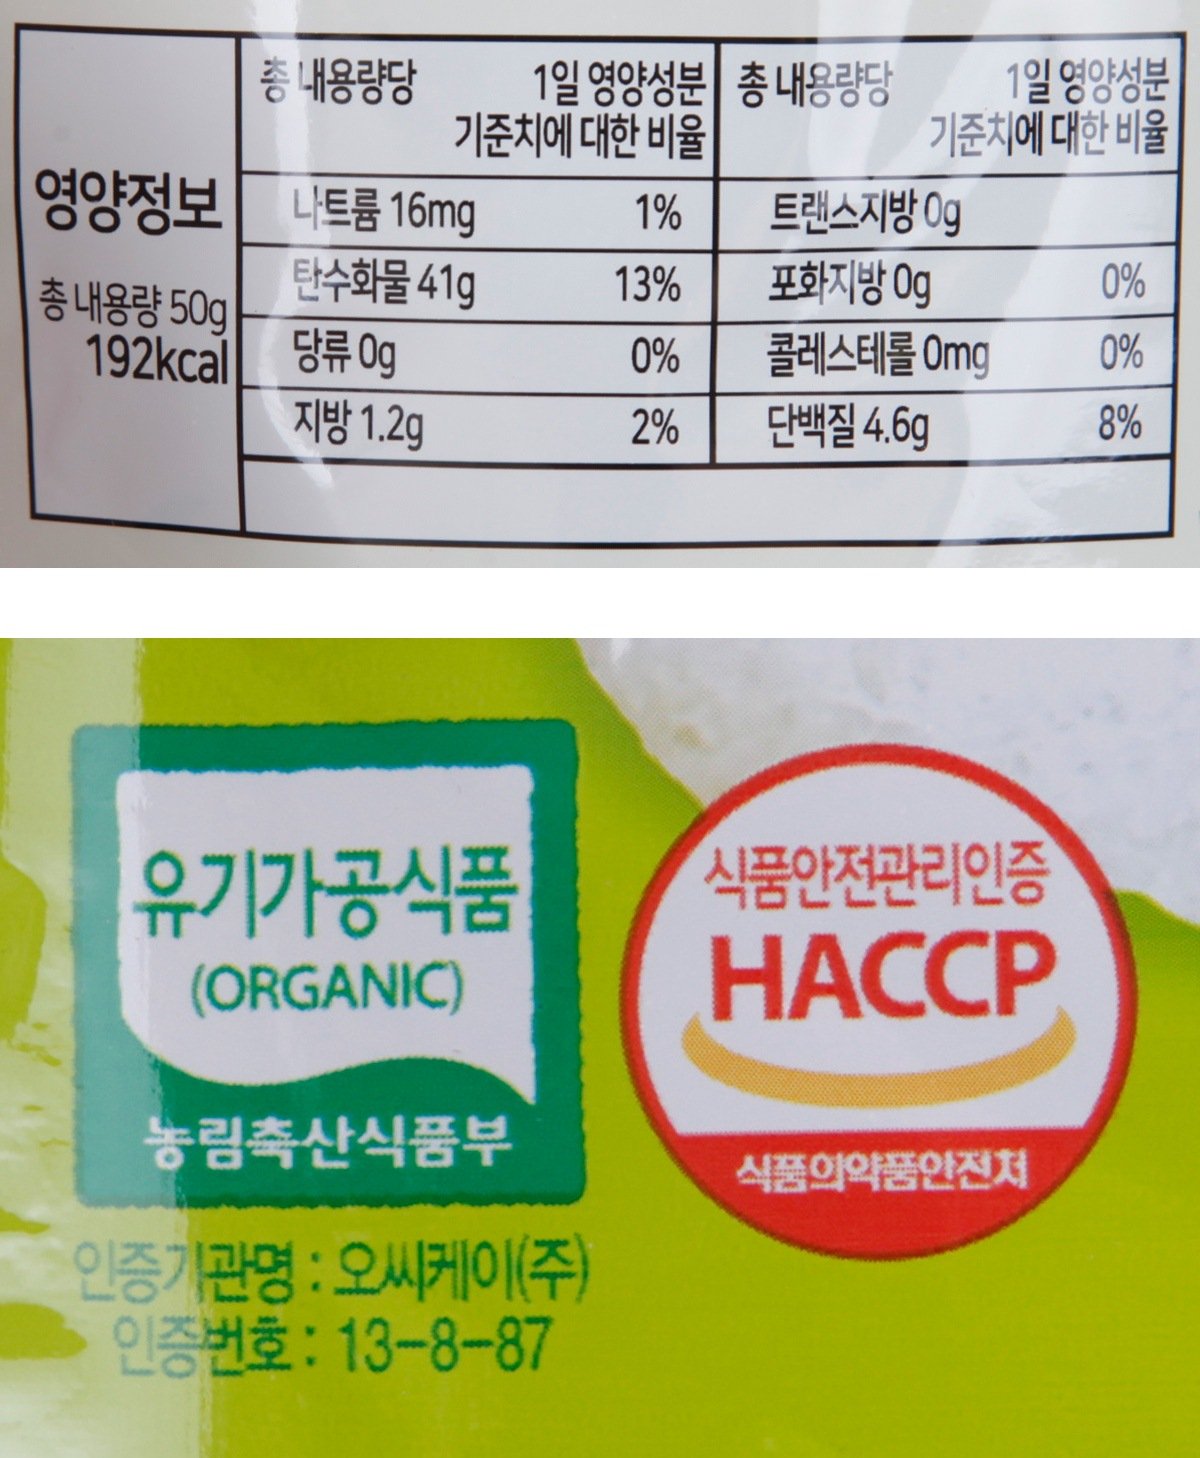 영양정보
총 내용량 50g
192kcal
총 내용량당 1일 영양성분
기준치에 대한 비율
나트륨 16mg 1%
탄수화물 41g 13%
당류 0g 0%
지방 1.2g 2%
총 내용량당 1일 영양성분
기준치에 대한 비율
트랜스지방 0g
포화지방 0g 0%
콜레스테롤 0mg 0%
단백질 4.6g 8%
유기가공식품
(ORGANIC)
농림축산식품부
인증기관명 : 오씨케이(주)
인증번호 : 13-8-87
식품안전관리인증
HACCP
식품의약품안전처